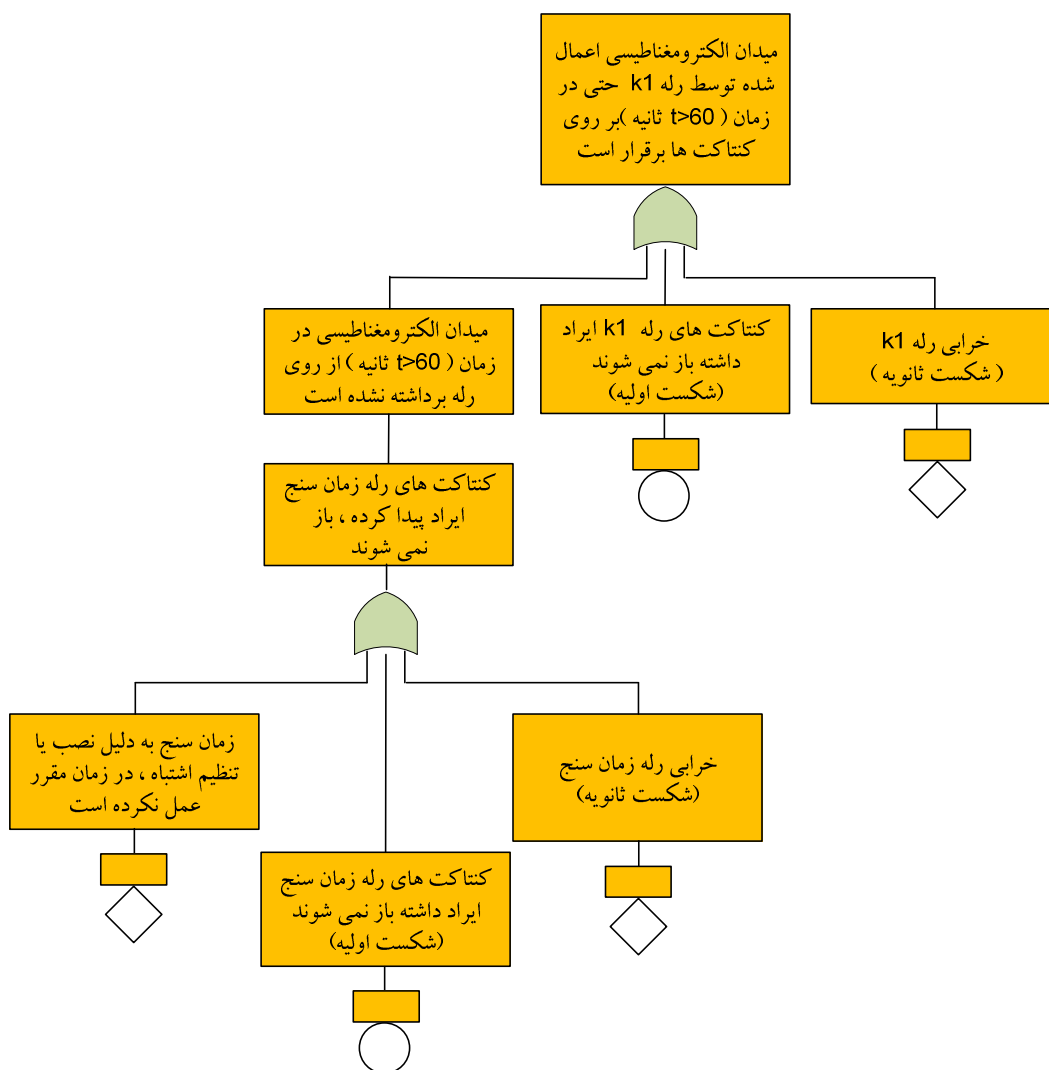 میدان الکترومغناطیسی اعمال
شده توسط رله k1 حتی در
زمان ( t>60 ثانیه )بر روی
کنتاکت ها برقرار است
میدان الکترومغناطیسی در
زمان ( t>60 ثانیه ) از روی
رله برداشته نشده است
کنتاکت های رله k1 ایراد
داشته باز نمی شوند
(شکست اولیه)
خرابی رله k1
( شکست ثانویه )
کنتاکت های رله زمان سنج
ایراد پیدا کرده ، باز
نمی شوند
زمان سنج به دلیل نصب یا
تنظیم اشتباه ، در زمان مقرر
عمل نکرده است
کنتاکت های رله زمان سنج
ایراد داشته باز نمی شوند
(شکست اولیه)
خرابی رله زمان سنج
(شکست ثانویه)